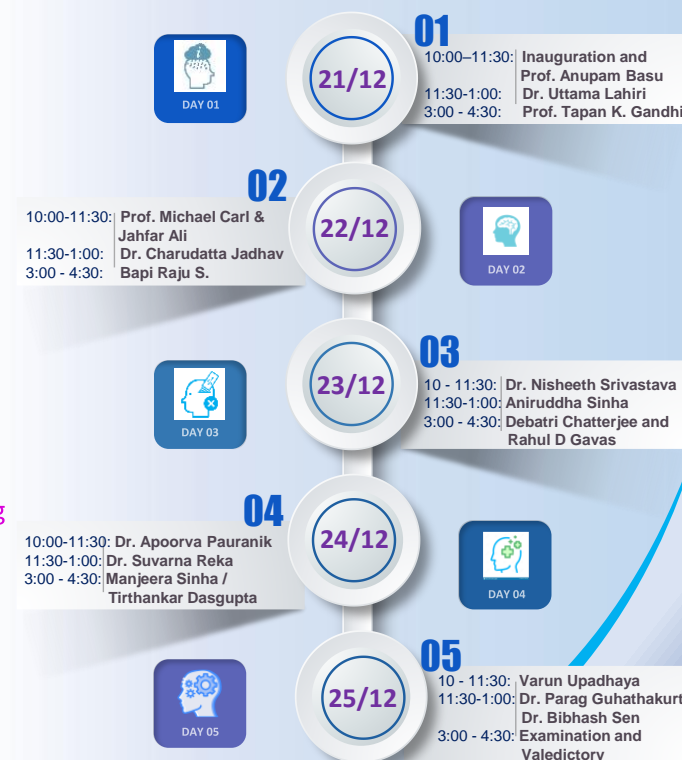 01
21/12
DAY 01
10:00–11:30: Inauguration and
Prof. Anupam Basu
11:30-1:00: Dr. Uttama Lahiri
3:00 - 4:30: Prof. Tapan K. Gandhi
02
22/12
DAY 02
10:00-11:30: Prof. Michael Carl &
Jahfar Ali
11:30-1:00: Dr. Charudatta Jadhav
3:00 - 4:30: Bapi Raju S.
03
23/12
DAY 03
10 - 11:30: Dr. Nisheeth Srivastava
11:30-1:00: Aniruddha Sinha
3:00 - 4:30: Debatri Chatterjee and
Rahul D Gavas
04
24/12
DAY 04
10:00-11:30: Dr. Apoorva Pauranik
11:30-1:00: Dr. Suvarna Reka
3:00 - 4:30: Manjeera Sinha /
Tirthankar Dasgupta
g
05
25/12
DAY 05
10 - 11:30: Varun Upadhaya
11:30-1:00: Dr. Parag Guhathakurt
Dr. Bibhash Sen
3:00 - 4:30: Examination and
Valedictory